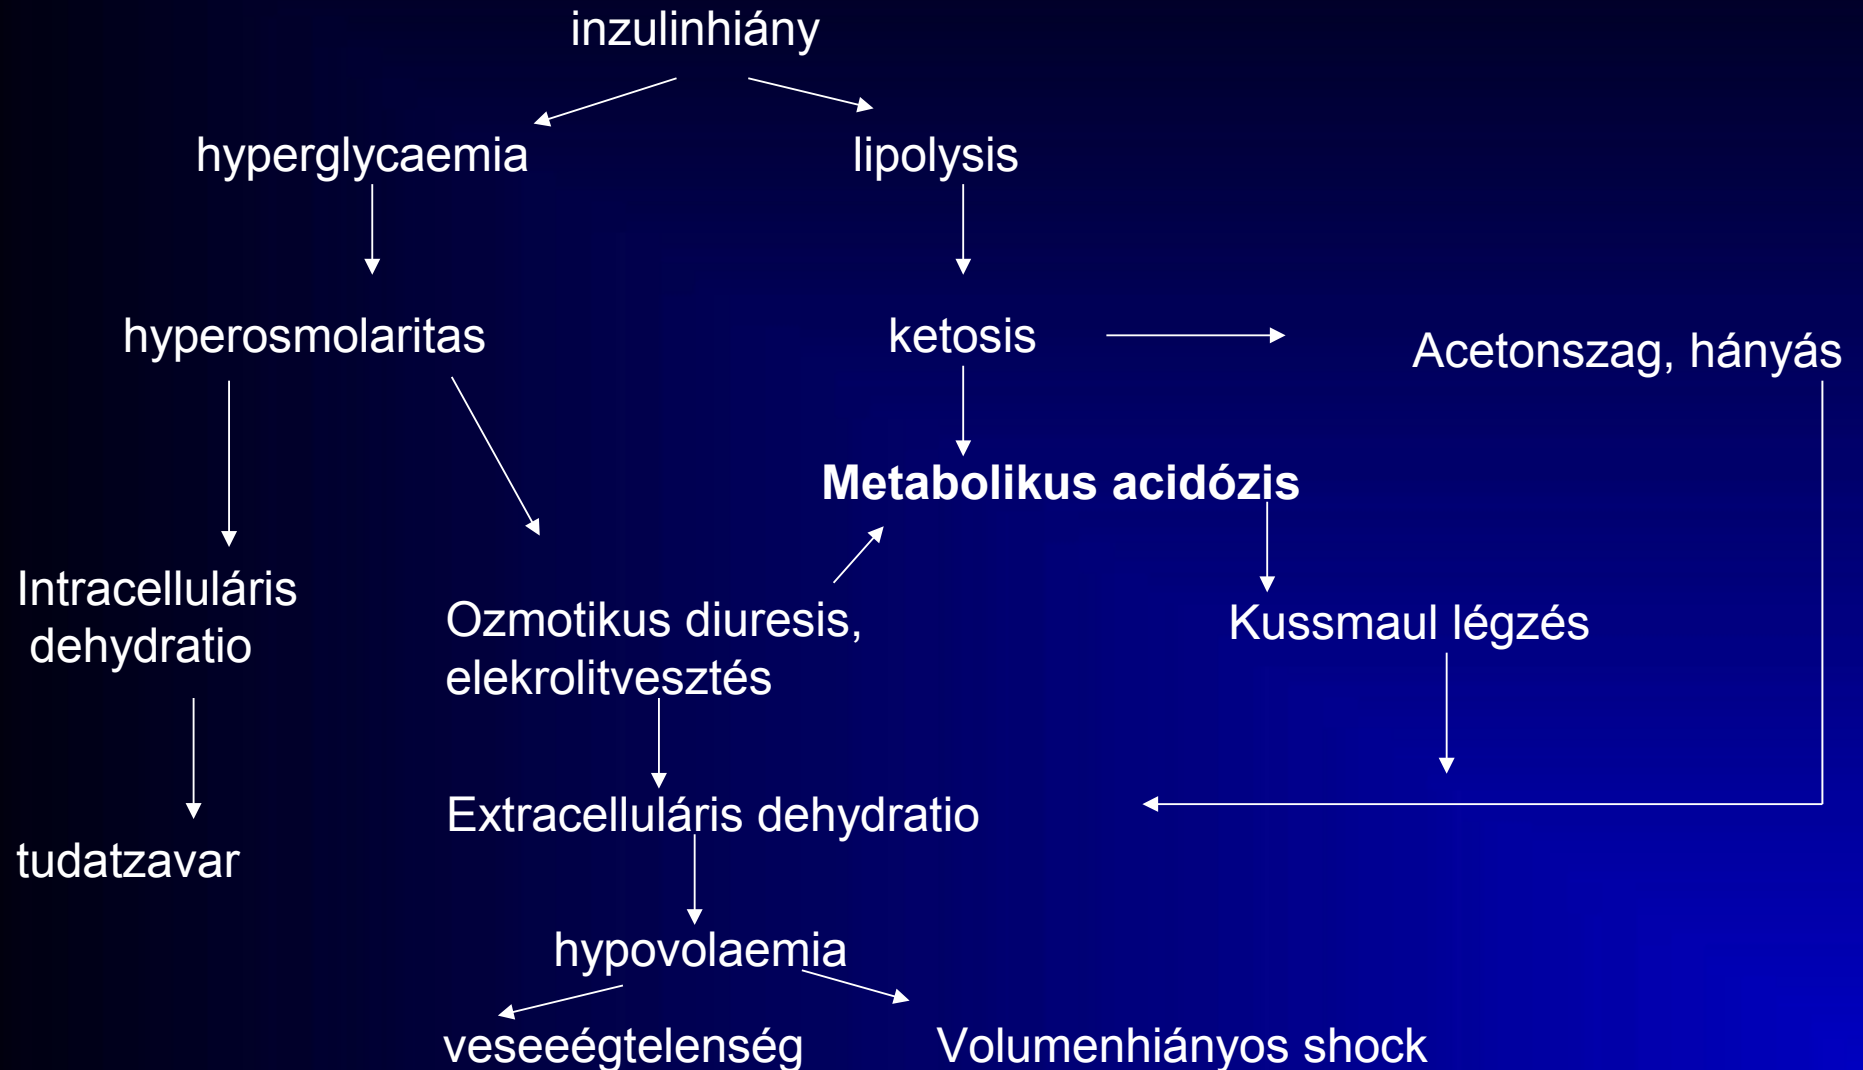 inzulinhiány
hyperglycaemia
lipolysis
hyperosmolaritas
ketosis
Acetonszag, hányás
Metabolikus acidózis
Intracelluláris
dehydratio
Ozmotikus diuresis,
elekrolitvesztés
Kussmaul légzés
Extracelluláris dehydratio
tudatzavar
hypovolaemia
veseeégtelenség
Volumenhiányos shock